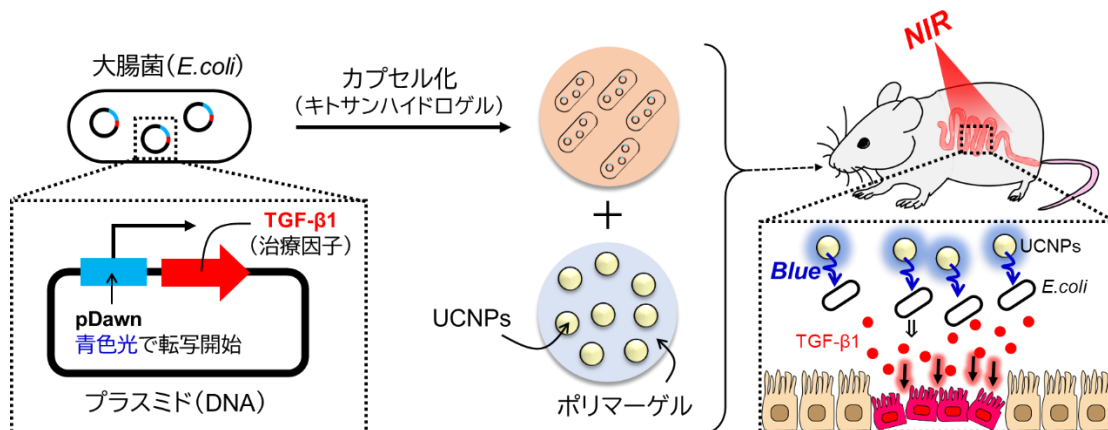 大腸菌(E.coli)
カプセル化
(キトサンハイドロゲル)
TGF-β1
(治療因子)
pDawn
青色光で転写開始
プラスミド(DNA)
+
UCNPs
ポリマーゲル
NIR
UCNPs
Blue
E.coli
TGF-β1